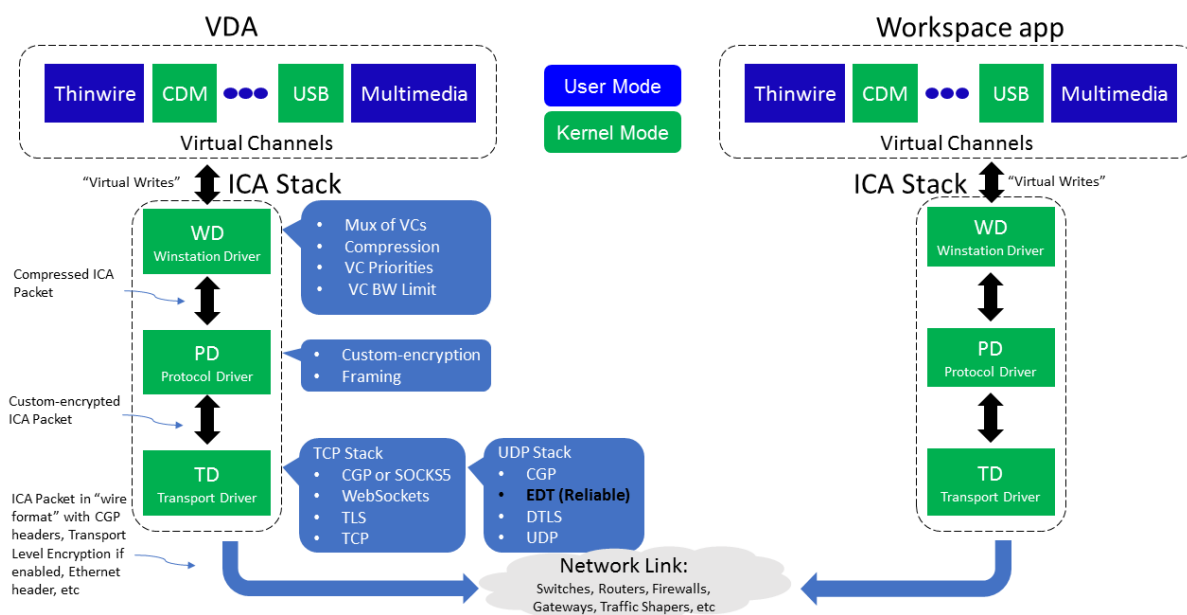 VDA
Thinwire
CDM
USB
Multimedia
Virtual Channels
User Mode
Kernel Mode
Workspace app
Thinwire
CDM
USB
Multimedia
Virtual Channels
“Virtual Writes”
ICA Stack
WD
Winstation Driver
• Mux of VCs
• Compression
• VC Priorities
• VC BW Limit
Compressed ICA
Packet
PD
Protocol Driver
• Custom-encryption
• Framing
Custom-encrypted
ICA Packet
TD
Transport Driver
TCP Stack
• CGP or SOCKS5
• WebSockets
• TLS
• TCP
UDP Stack
• CGP
• EDT (Reliable)
• DTLS
• UDP
ICA Packet in “wire
format” with CGP
headers, Transport
Level Encryption if
enabled, Ethernet
header, etc
Network Link:
Switches, Routers, Firewalls,
Gateways, Traffic Shapers, etc
ICA Stack
“Virtual Writes”
WD
Winstation Driver
PD
Protocol Driver
TD
Transport Driver